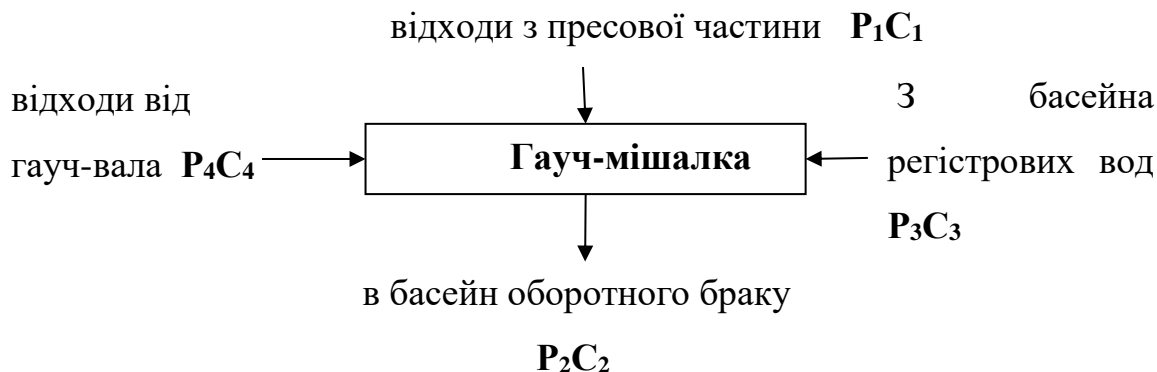 відходи з пресової частини P₁C₁
відходи від
гауч-вала P₄C₄
Гауч-мішалка
З басейна
регістрових вод
P₃C₃
в басейн оборотного браку
P₂C₂